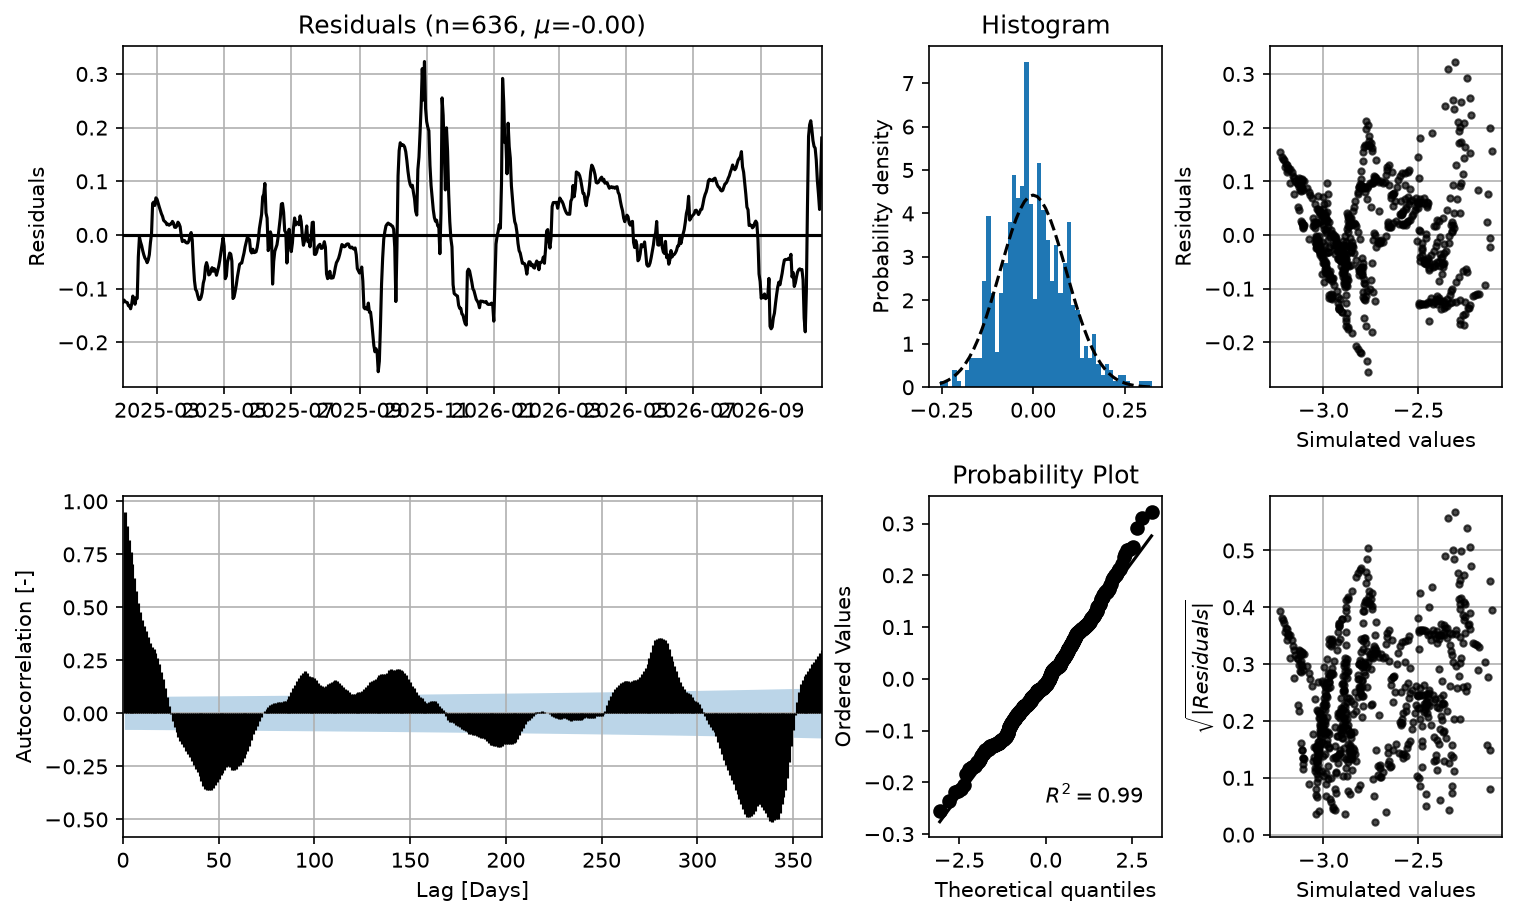 Residuals (n=636, μ=-0.00)
Residuals
0.3
0.2
0.1
0.0
−0.1
−0.2
2025-03 2025-05 2025-07 2025-09 2025-11 2026-01 2026-03 2026-05 2026-07 2026-09
Histogram
Probability density
7
6
5
4
3
2
1
0
−0.25 0.00 0.25
Residuals
0.3
0.2
0.1
0.0
−0.1
−0.2
−3.0 −2.5
Simulated values
Autocorrelation [-]
1.00
0.75
0.50
0.25
0.00
−0.25
−0.50
0 50 100 150 200 250 300 350
Lag [Days]
Probability Plot
Ordered Values
0.3
0.2
0.1
0.0
−0.1
−0.2
−0.3
R² = 0.99
−2.5 0.0 2.5
Theoretical quantiles
√|Residuals|
0.5
0.4
0.3
0.2
0.1
0.0
−3.0 −2.5
Simulated values